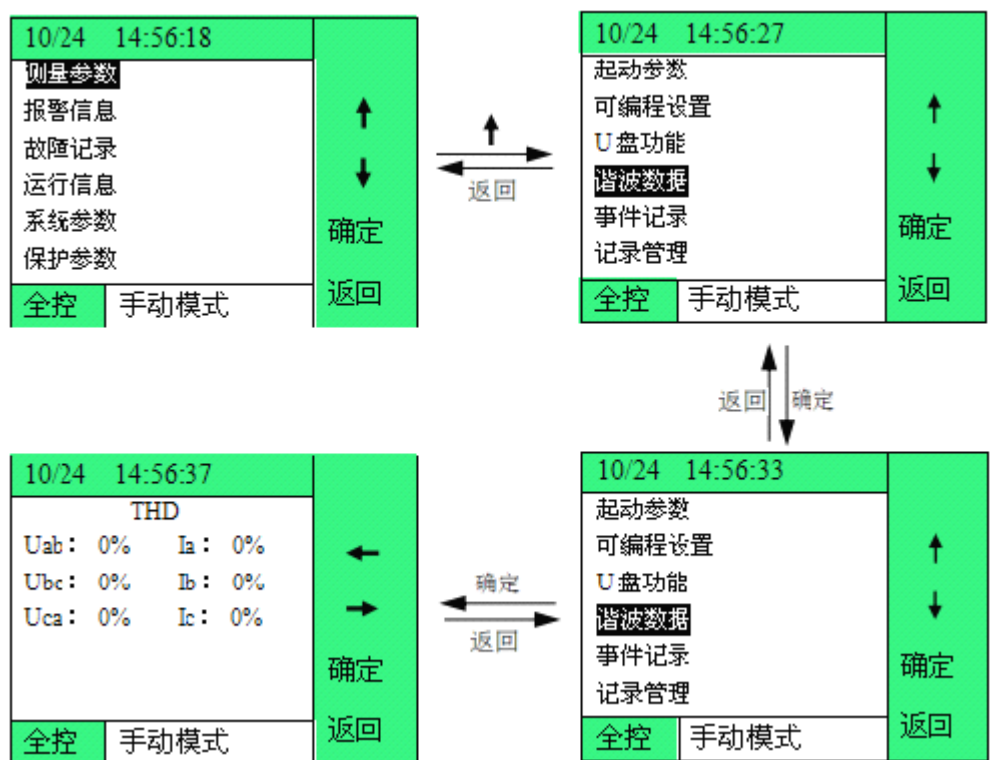 10/24 14:56:18
测量参数
报警信息
故障记录
运行信息
系统参数
保护参数
全控 手动模式
确定
返回
返回
10/24 14:56:27
起动参数
可编程设置
U盘功能
谐波数据
事件记录
记录管理
全控 手动模式
确定
返回
返回 确定
10/24 14:56:37
THD
Uab： 0% Ia： 0%
Ubc： 0% Ib： 0%
Uca： 0% Ic： 0%
全控 手动模式
确定
返回
确定
返回
10/24 14:56:33
起动参数
可编程设置
U盘功能
谐波数据
事件记录
记录管理
全控 手动模式
确定
返回